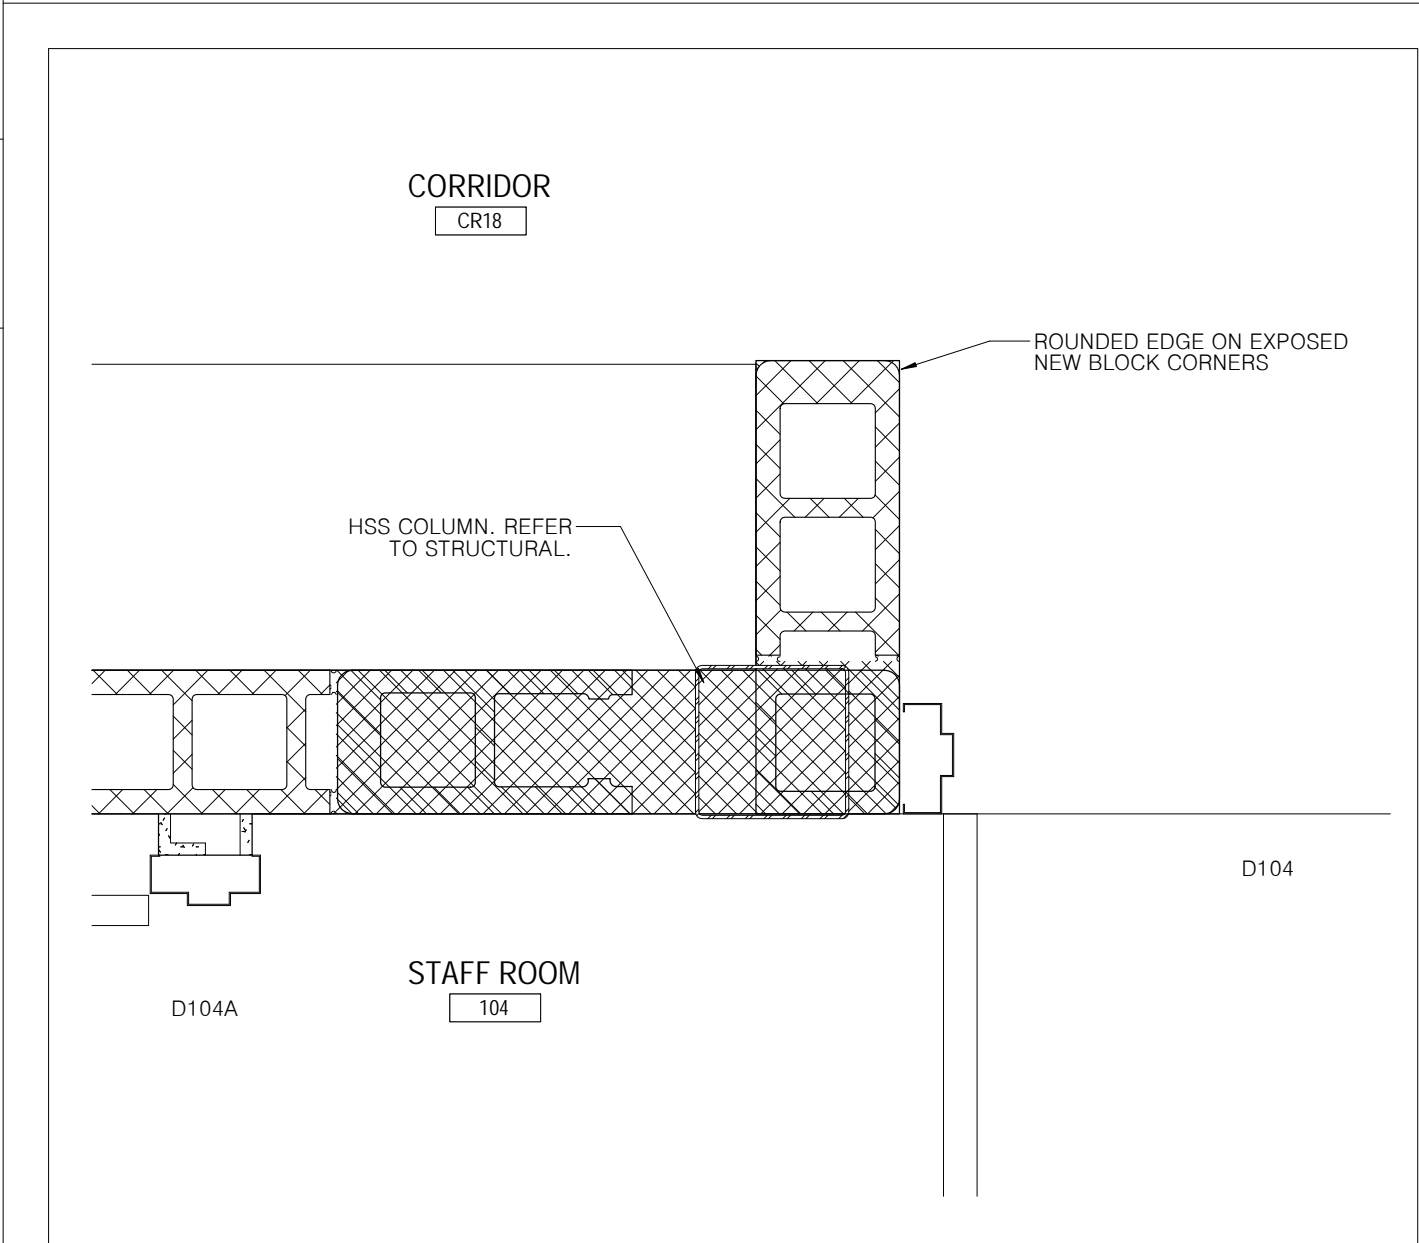 CORRIDOR
CR18
ROUNDED EDGE ON EXPOSED
NEW BLOCK CORNERS
HSS COLUMN. REFER
TO STRUCTURAL.
D104
STAFF ROOM
104
D104A